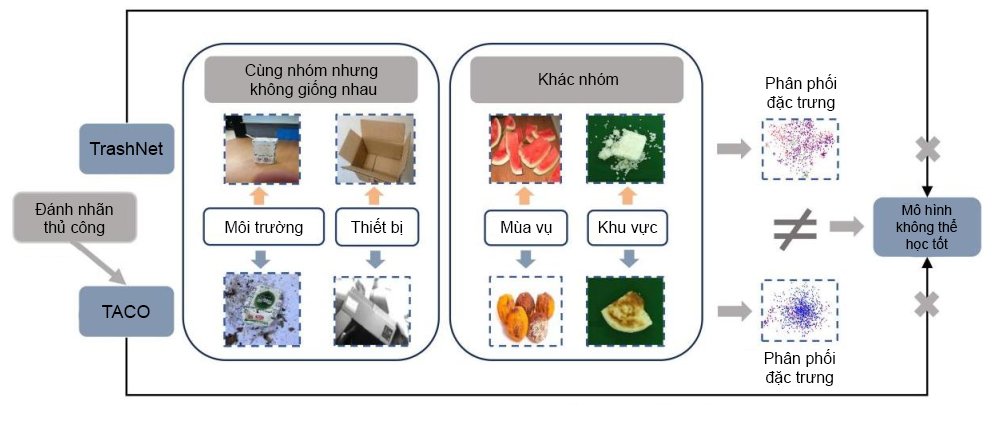 Cùng nhóm nhưng
không giống nhau
Khác nhóm
Phân phối
đặc trưng
TrashNet
Đánh nhãn
thủ công
Môi trường
Thiết bị
Mùa vụ
Khu vực
≠
Mô hình
không thể
học tốt
TACO
Phân phối
đặc trưng